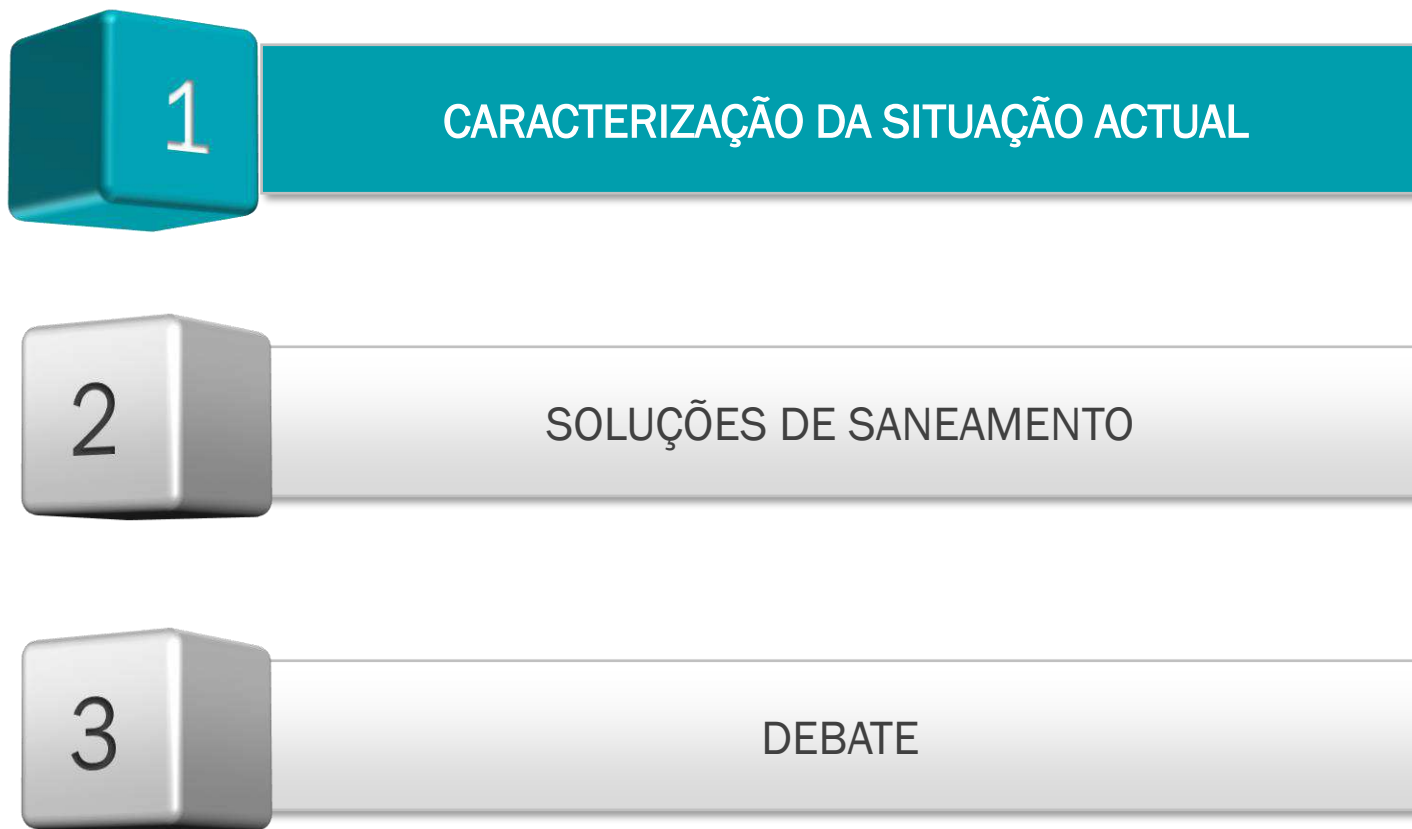 1
CARACTERIZAÇÃO DA SITUAÇÃO ACTUAL
2
SOLUÇÕES DE SANEAMENTO
3
DEBATE